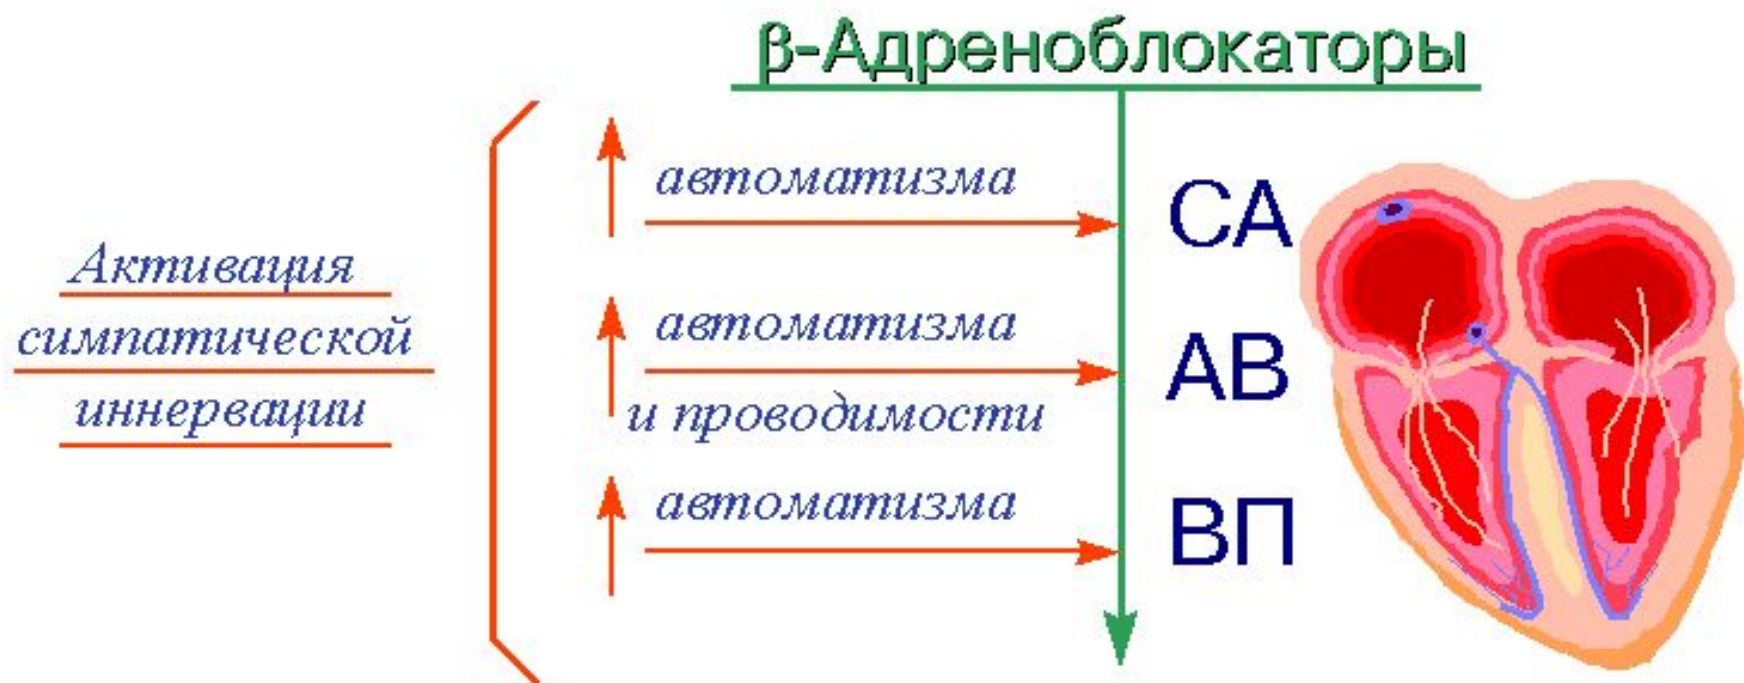 β-Адреноблокаторы
Активация
симпатической
иннервации
автоматизма
СА
автоматизма
и проводимости
АВ
автоматизма
ВП